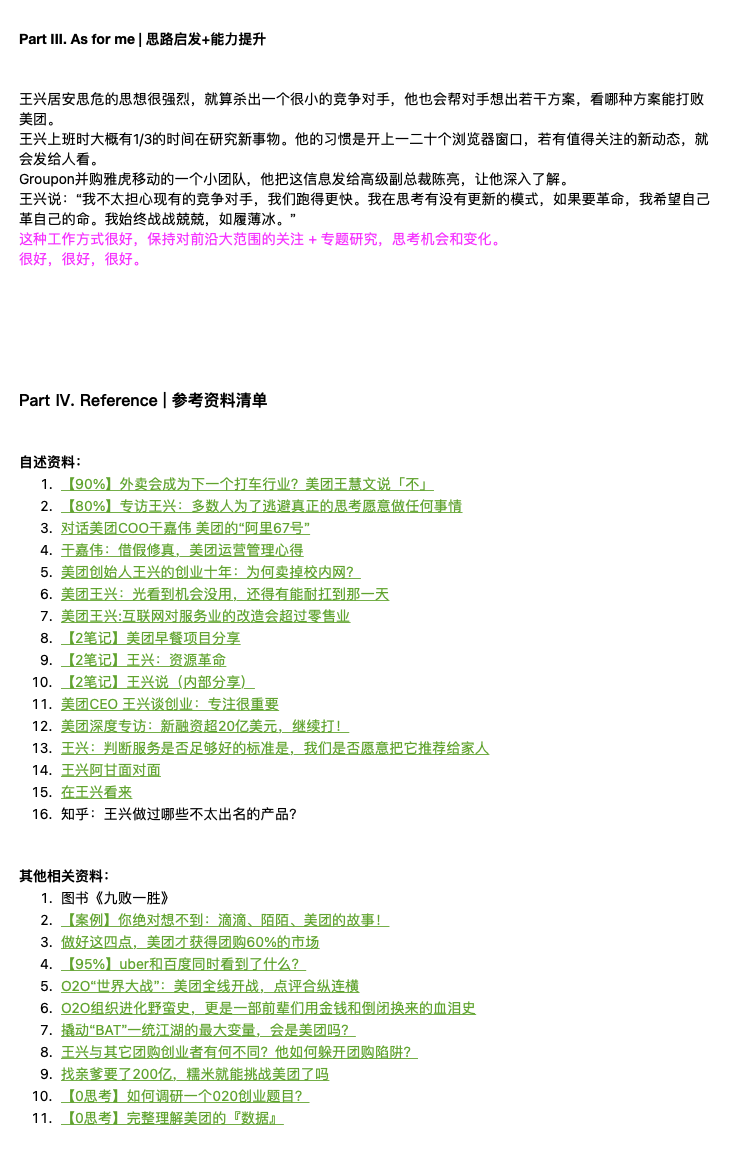 Part III. As for me | 思路启发+能力提升
王兴居安思危的思想很强烈，就算杀出一个很小的竞争对手，他也会帮对手想出若干方案，看哪种方案能打败
美团。
王兴上班时大概有1/3的时间在研究新事物。他的习惯是开上一二十个浏览器窗口，若有值得关注的新动态，就
会发给人看。
Groupon并购雅虎移动的一个小团队，他把这信息发给高级副总裁陈亮，让他深入了解。
王兴说：“我不太担心现有的竞争对手，我们跑得更快。我在思考有没有更新的模式，如果要革命，我希望自己
革自己的命。我始终战战兢兢，如履薄冰。”
这种工作方式很好，保持对前沿大范围的关注 + 专题研究，思考机会和变化。
很好，很好，很好。
Part IV. Reference | 参考资料清单
自述资料：
1. 【90%】外卖会成为下一个打车行业？美团王慧文说「不」
2. 【80%】专访王兴：多数人为了逃避真正的思考愿意做任何事情
3. 对话美团COO干嘉伟 美团的“阿里67号”
4. 干嘉伟：借假修真，美团运营管理心得
5. 美团创始人王兴的创业十年：为何卖掉校内网？
6. 美团王兴：光看到机会没用，还得有能耐扛到那一天
7. 美团王兴:互联网对服务业的改造会超过零售业
8. 【2笔记】美团早餐项目分享
9. 【2笔记】王兴：资源革命
10. 【2笔记】王兴说（内部分享）
11. 美团CEO 王兴谈创业：专注很重要
12. 美团深度专访：新融资超20亿美元，继续打！
13. 王兴：判断服务是否足够好的标准是，我们是否愿意把它推荐给家人
14. 王兴阿甘面对面
15. 在王兴看来
16. 知乎：王兴做过哪些不太出名的产品？
其他相关资料：
1. 图书《九败一胜》
2. 【案例】你绝对想不到：滴滴、陌陌、美团的故事！
3. 做好这四点，美团才获得团购60%的市场
4. 【95%】uber和百度同时看到了什么？
5. O2O“世界大战”：美团全线开战，点评合纵连横
6. O2O组织进化野蛮史，更是一部前辈们用金钱和倒闭换来的血泪史
7. 撬动“BAT”一统江湖的最大变量，会是美团吗？
8. 王兴与其它团购创业者有何不同？他如何躲开团购陷阱？
9. 找亲爹要了200亿，糯米就能挑战美团了吗
10. 【0思考】如何调研一个020创业题目？
11. 【0思考】完整理解美团的『数据』